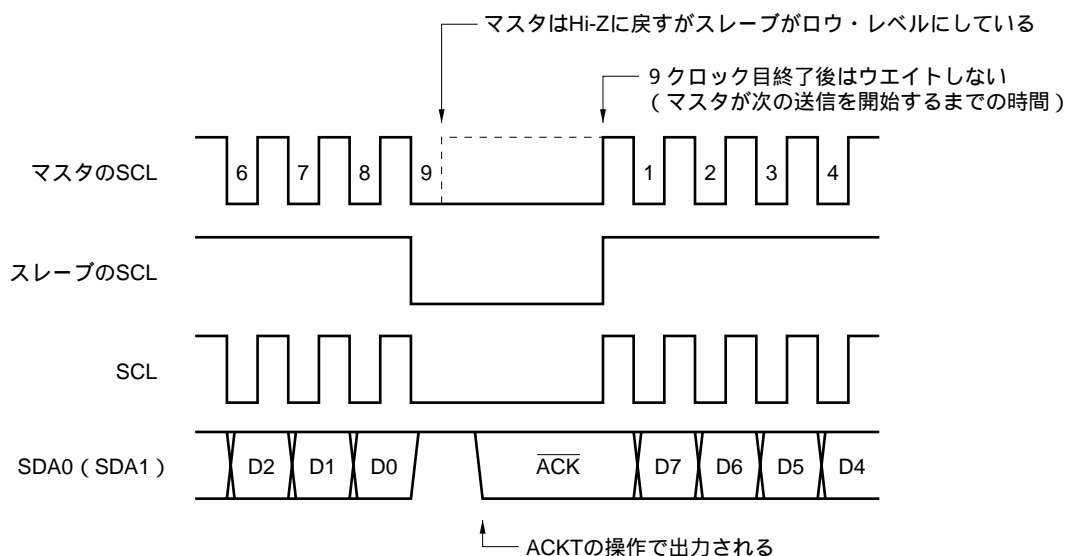 マスタはHi-Zに戻すがスレーブがロウ・レベルにしている
9 クロック目終了後はウエイトしない
（マスタが次の送信を開始するまでの時間）
マスタのSCL 6 7 8 9 1 2 3 4
スレーブのSCL
SCL
SDA0（SDA1） D2 D1 D0 A̅C̅K̅ D7 D6 D5 D4
ACKTの操作で出力される